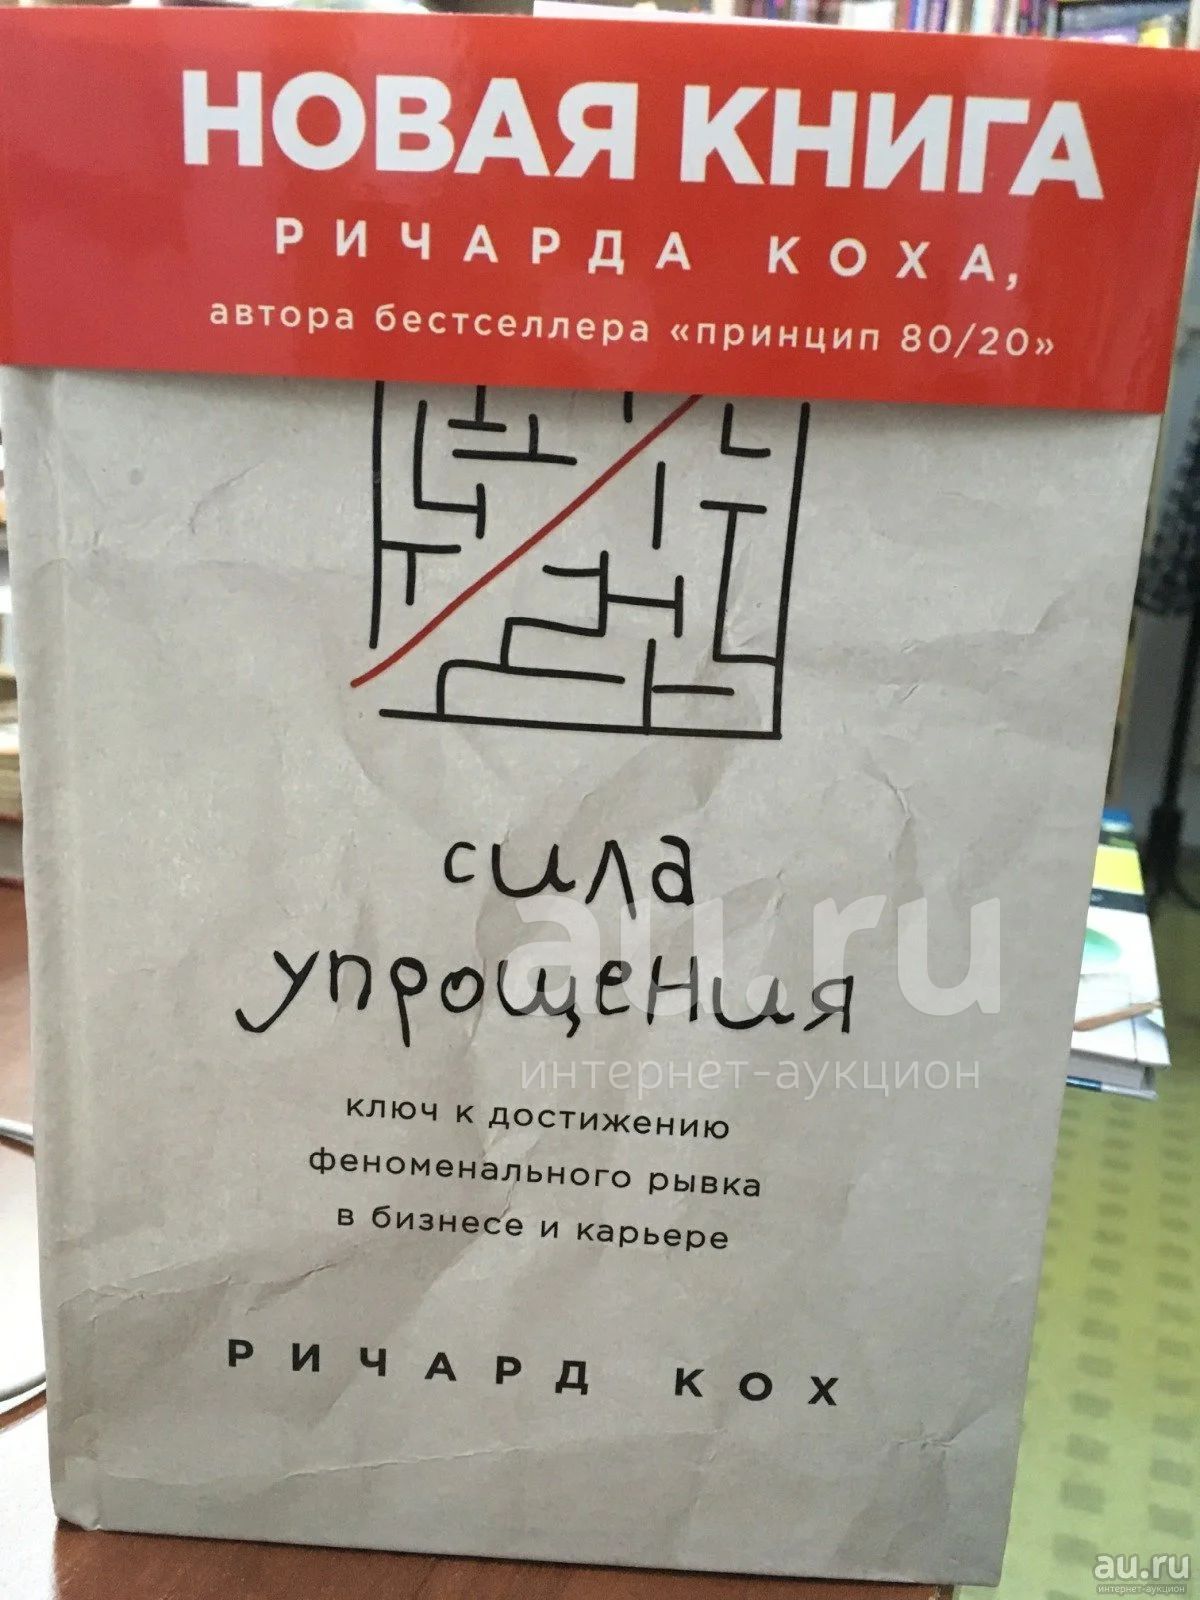 НОВАЯ КНИГА
РИЧАРДА КОХА,
автора бестселлера «принцип 80/20»
сила
упрощения
au.ru
интернет-аукцион
ключ к достижению
феноменального рывка
в бизнесе и карьере
РИЧАРД КОХ
au.ru
интернет-аукцион